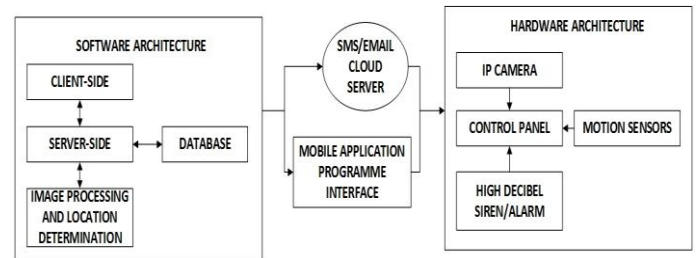 SOFTWARE ARCHITECTURE
CLIENT-SIDE
SERVER-SIDE
DATABASE
IMAGE PROCESSING
AND LOCATION
DETERMINATION
SMS/EMAIL
CLOUD
SERVER
MOBILE APPLICATION
PROGRAMME
INTERFACE
HARDWARE ARCHITECTURE
IP CAMERA
CONTROL PANEL
MOTION SENSORS
HIGH DECIBEL
SIREN/ALARM